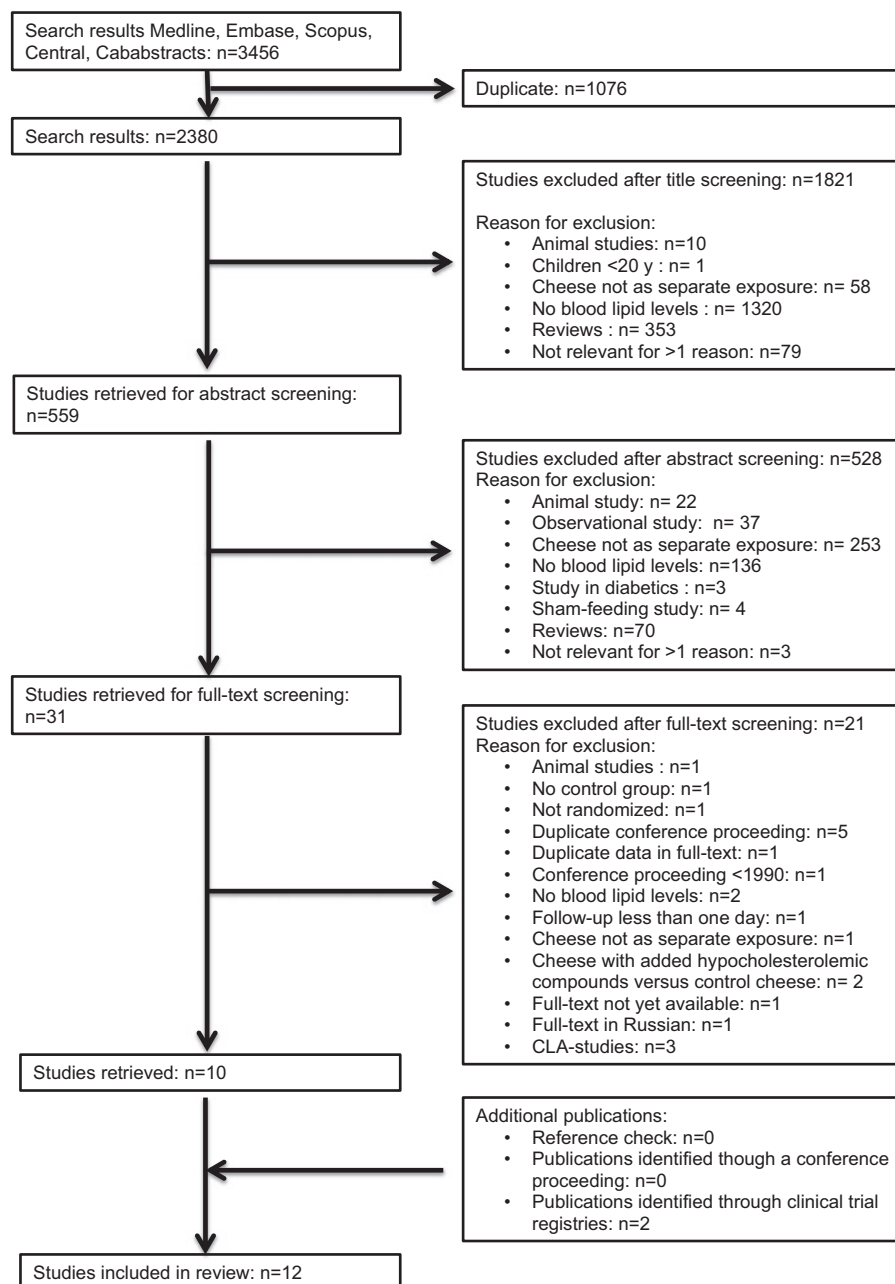 Search results Medline, Embase, Scopus,
Central, Cababstracts: n=3456
Duplicate: n=1076
Search results: n=2380
Studies excluded after title screening: n=1821
Reason for exclusion:
• Animal studies: n=10
• Children <20 y : n= 1
• Cheese not as separate exposure: n= 58
• No blood lipid levels : n= 1320
• Reviews : n= 353
• Not relevant for >1 reason: n=79
Studies retrieved for abstract screening:
n=559
Studies excluded after abstract screening: n=528
Reason for exclusion:
• Animal study: n= 22
• Observational study: n= 37
• Cheese not as separate exposure: n= 253
• No blood lipid levels: n=136
• Study in diabetics : n=3
• Sham-feeding study: n= 4
• Reviews: n=70
• Not relevant for >1 reason: n=3
Studies retrieved for full-text screening:
n=31
Studies excluded after full-text screening: n=21
Reason for exclusion:
• Animal studies : n=1
• No control group: n=1
• Not randomized: n=1
• Duplicate conference proceeding: n=5
• Duplicate data in full-text: n=1
• Conference proceeding <1990: n=1
• No blood lipid levels: n=2
• Follow-up less than one day: n=1
• Cheese not as separate exposure: n=1
• Cheese with added hypocholesterolemic
compounds versus control cheese: n= 2
• Full-text not yet available: n=1
• Full-text in Russian: n=1
• CLA-studies: n=3
Studies retrieved: n=10
Additional publications:
• Reference check: n=0
• Publications identified though a conference
proceeding: n=0
• Publications identified through clinical trial
registries: n=2
Studies included in review: n=12